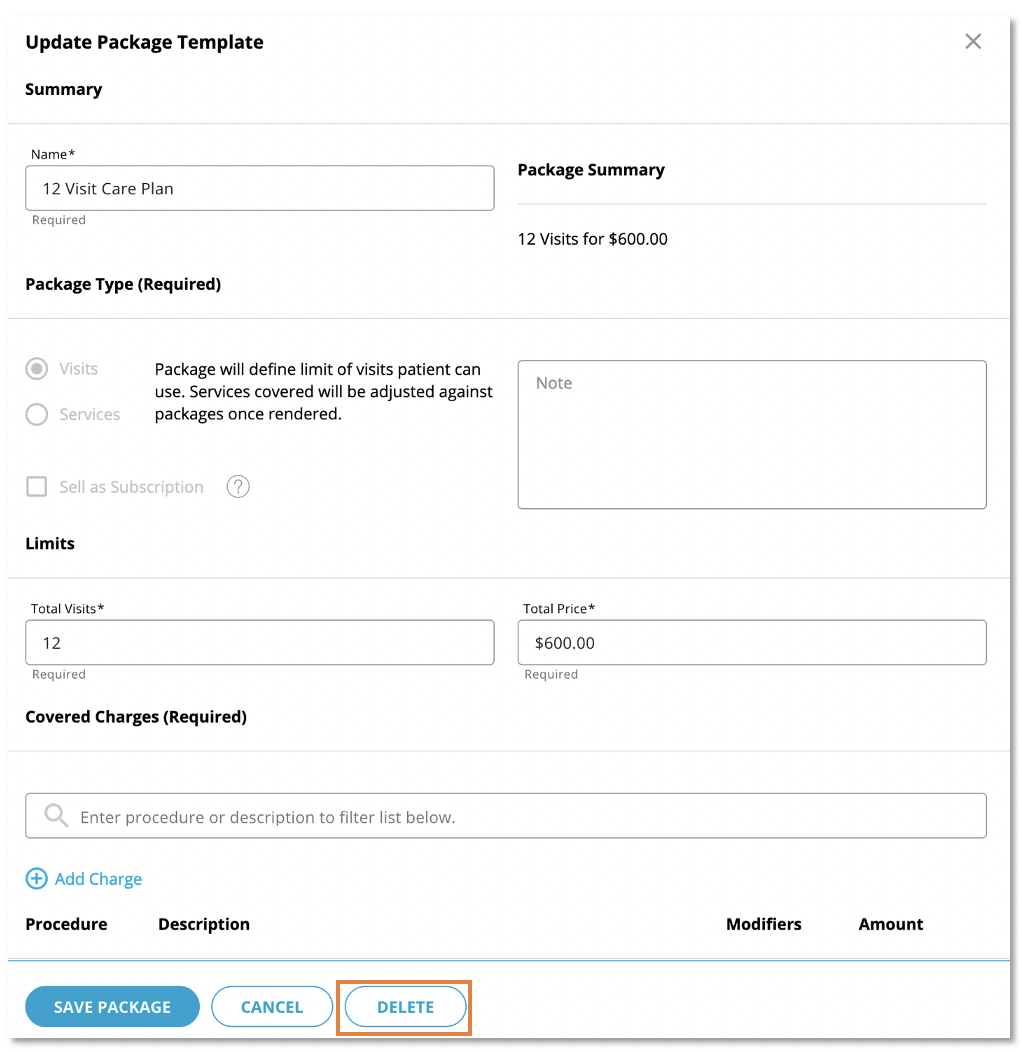 Update Package Template
Summary
Name*
12 Visit Care Plan
Required
Package Summary
12 Visits for $600.00
Package Type (Required)
Visits
Services
Package will define limit of visits patient can
use. Services covered will be adjusted against
packages once rendered.
Note
Sell as Subscription ?
Limits
Total Visits*
12
Required
Total Price*
$600.00
Required
Covered Charges (Required)
Enter procedure or description to filter list below.
Add Charge
Procedure Description Modifiers Amount
SAVE PACKAGE CANCEL DELETE